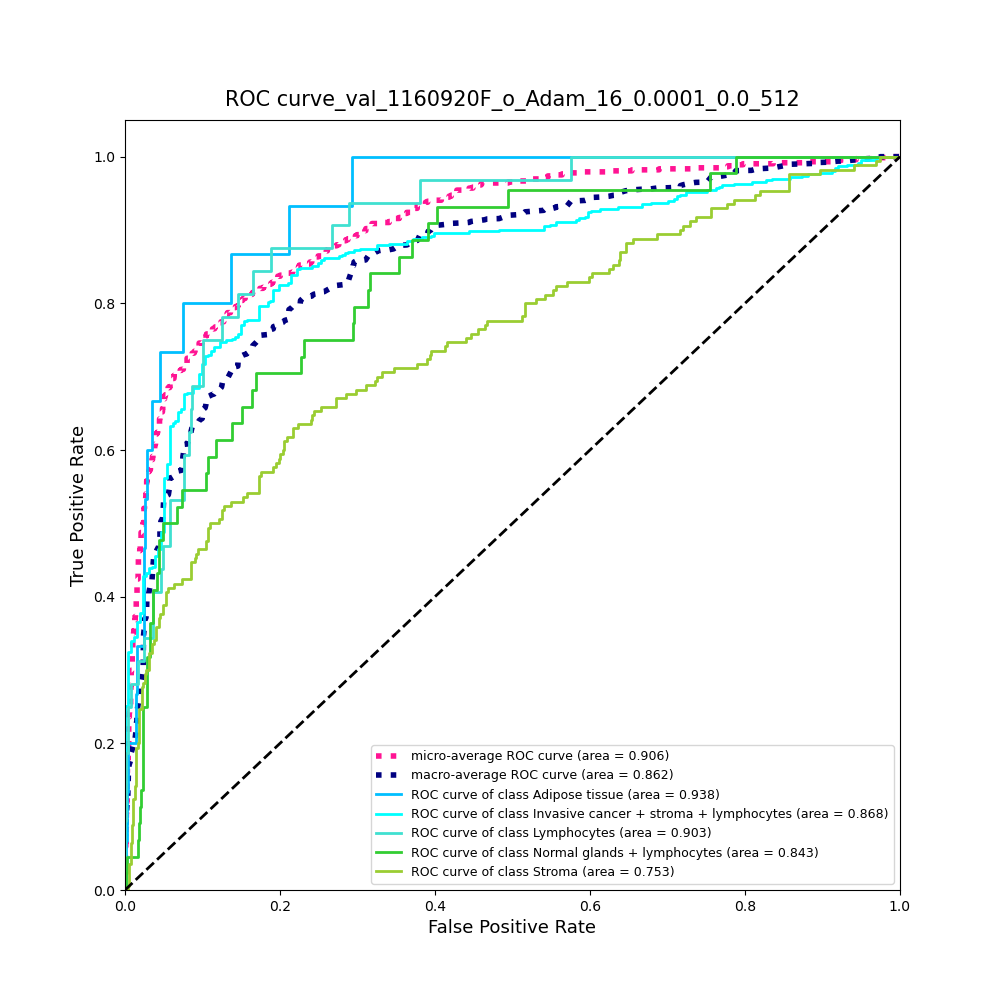 ROC curve_val_1160920F_o_Adam_16_0.0001_0.0_512
True Positive Rate
1.0
0.8
0.6
0.4
0.2
0.0
micro-average ROC curve (area = 0.906)
macro-average ROC curve (area = 0.862)
ROC curve of class Adipose tissue (area = 0.938)
ROC curve of class Invasive cancer + stroma + lymphocytes (area = 0.868)
ROC curve of class Lymphocytes (area = 0.903)
ROC curve of class Normal glands + lymphocytes (area = 0.843)
ROC curve of class Stroma (area = 0.753)
0.0 0.2 0.4 0.6 0.8 1.0
False Positive Rate